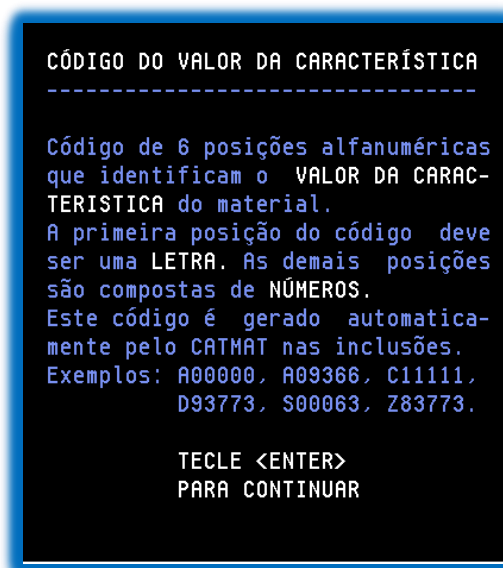 CÓDIGO DO VALOR DA CARACTERÍSTICA
---------------------------------
Código de 6 posições alfanuméricas
que identificam o  VALOR DA CARAC-
TERISTICA do material.
A primeira posição do código  deve
ser uma LETRA. As demais  posições
são compostas de NÚMEROS.
Este código é  gerado  automatica-
mente pelo CATMAT nas inclusões.
Exemplos: A00000, A09366, C11111,
D93773, S00063, Z83773.
TECLE <ENTER>
PARA CONTINUAR